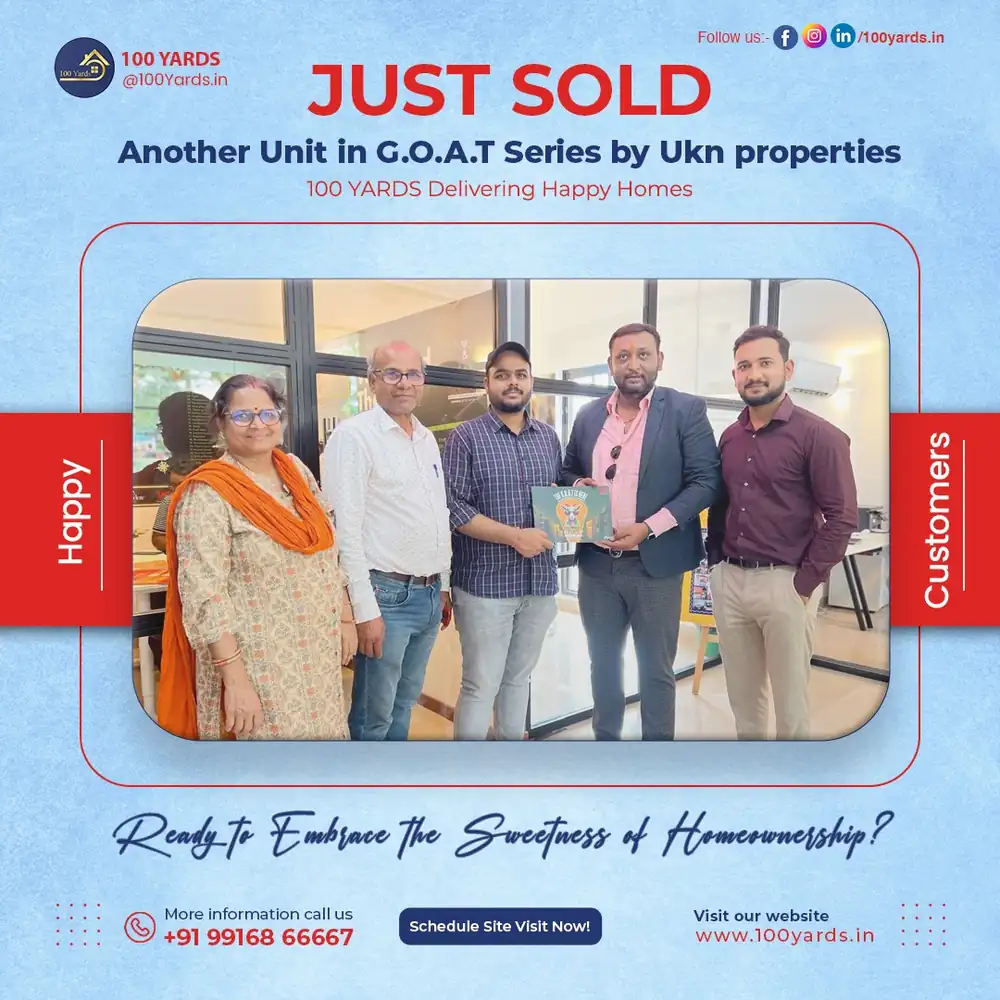 100 Yards
100 YARDS
@100Yards.in
Follow us:- /100yards.in
JUST SOLD
Another Unit in G.O.A.T Series by Ukn properties
100 YARDS Delivering Happy Homes
Happy
Customers
Ready to Embrace the Sweetness of Homeownership?
More information call us
+91 99168 66667
Schedule Site Visit Now!
Visit our website
www.100yards.in